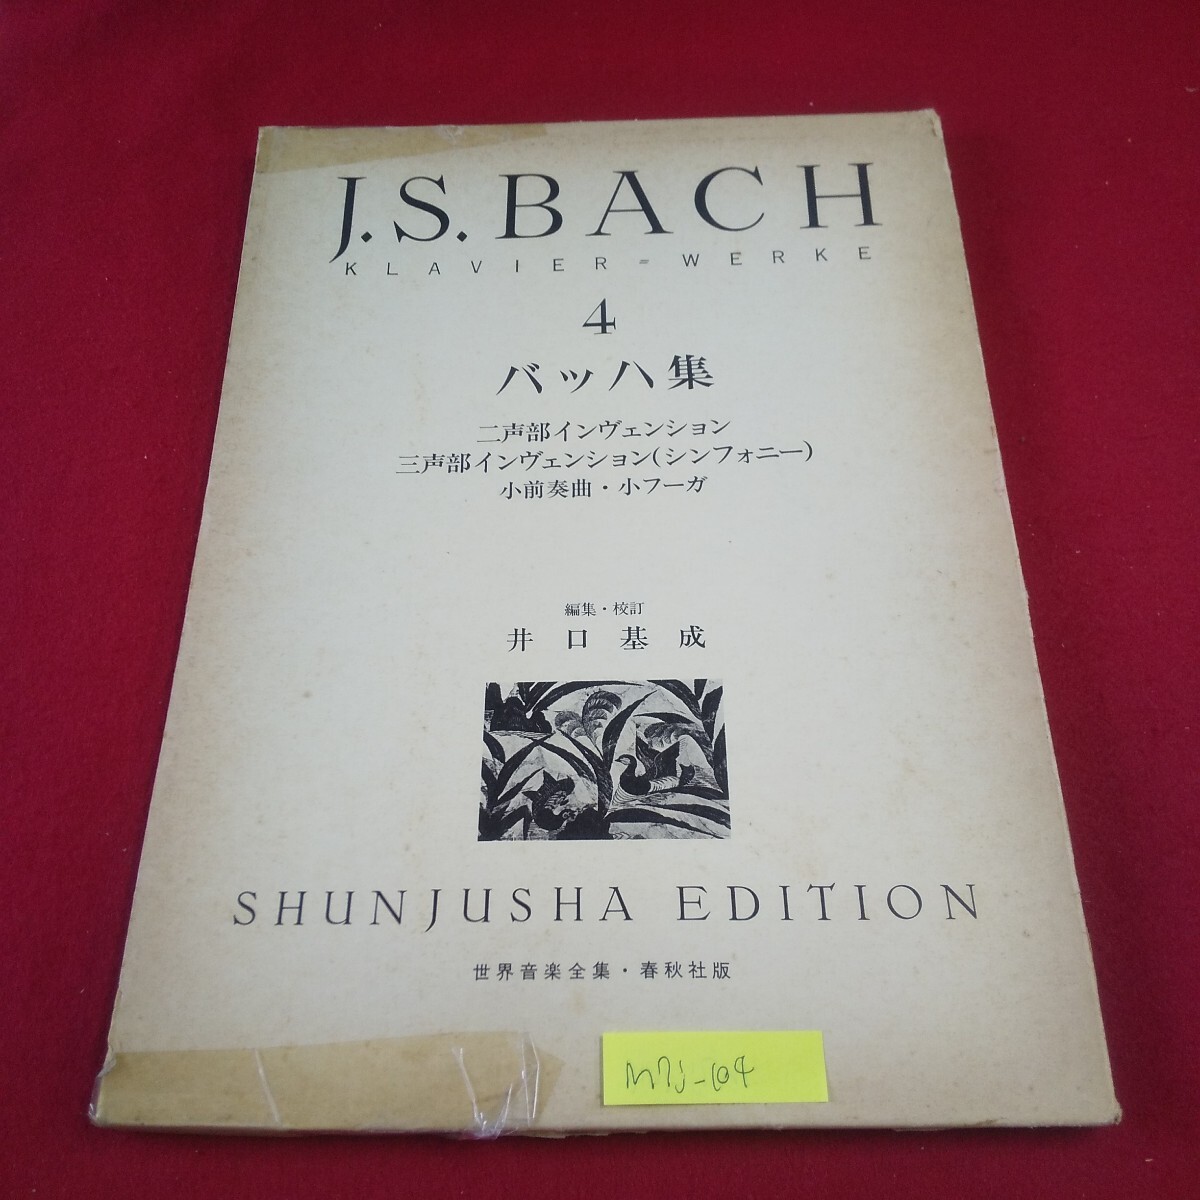 J.S.BACH
KLAVIER=WERKE
4
バッハ集
二声部インヴェンション
三声部インヴェンション(シンフォニー)
小前奏曲・小フーガ
編集・校訂
井口基成
SHUNJUSHA EDITION
世界音楽全集・春秋社版